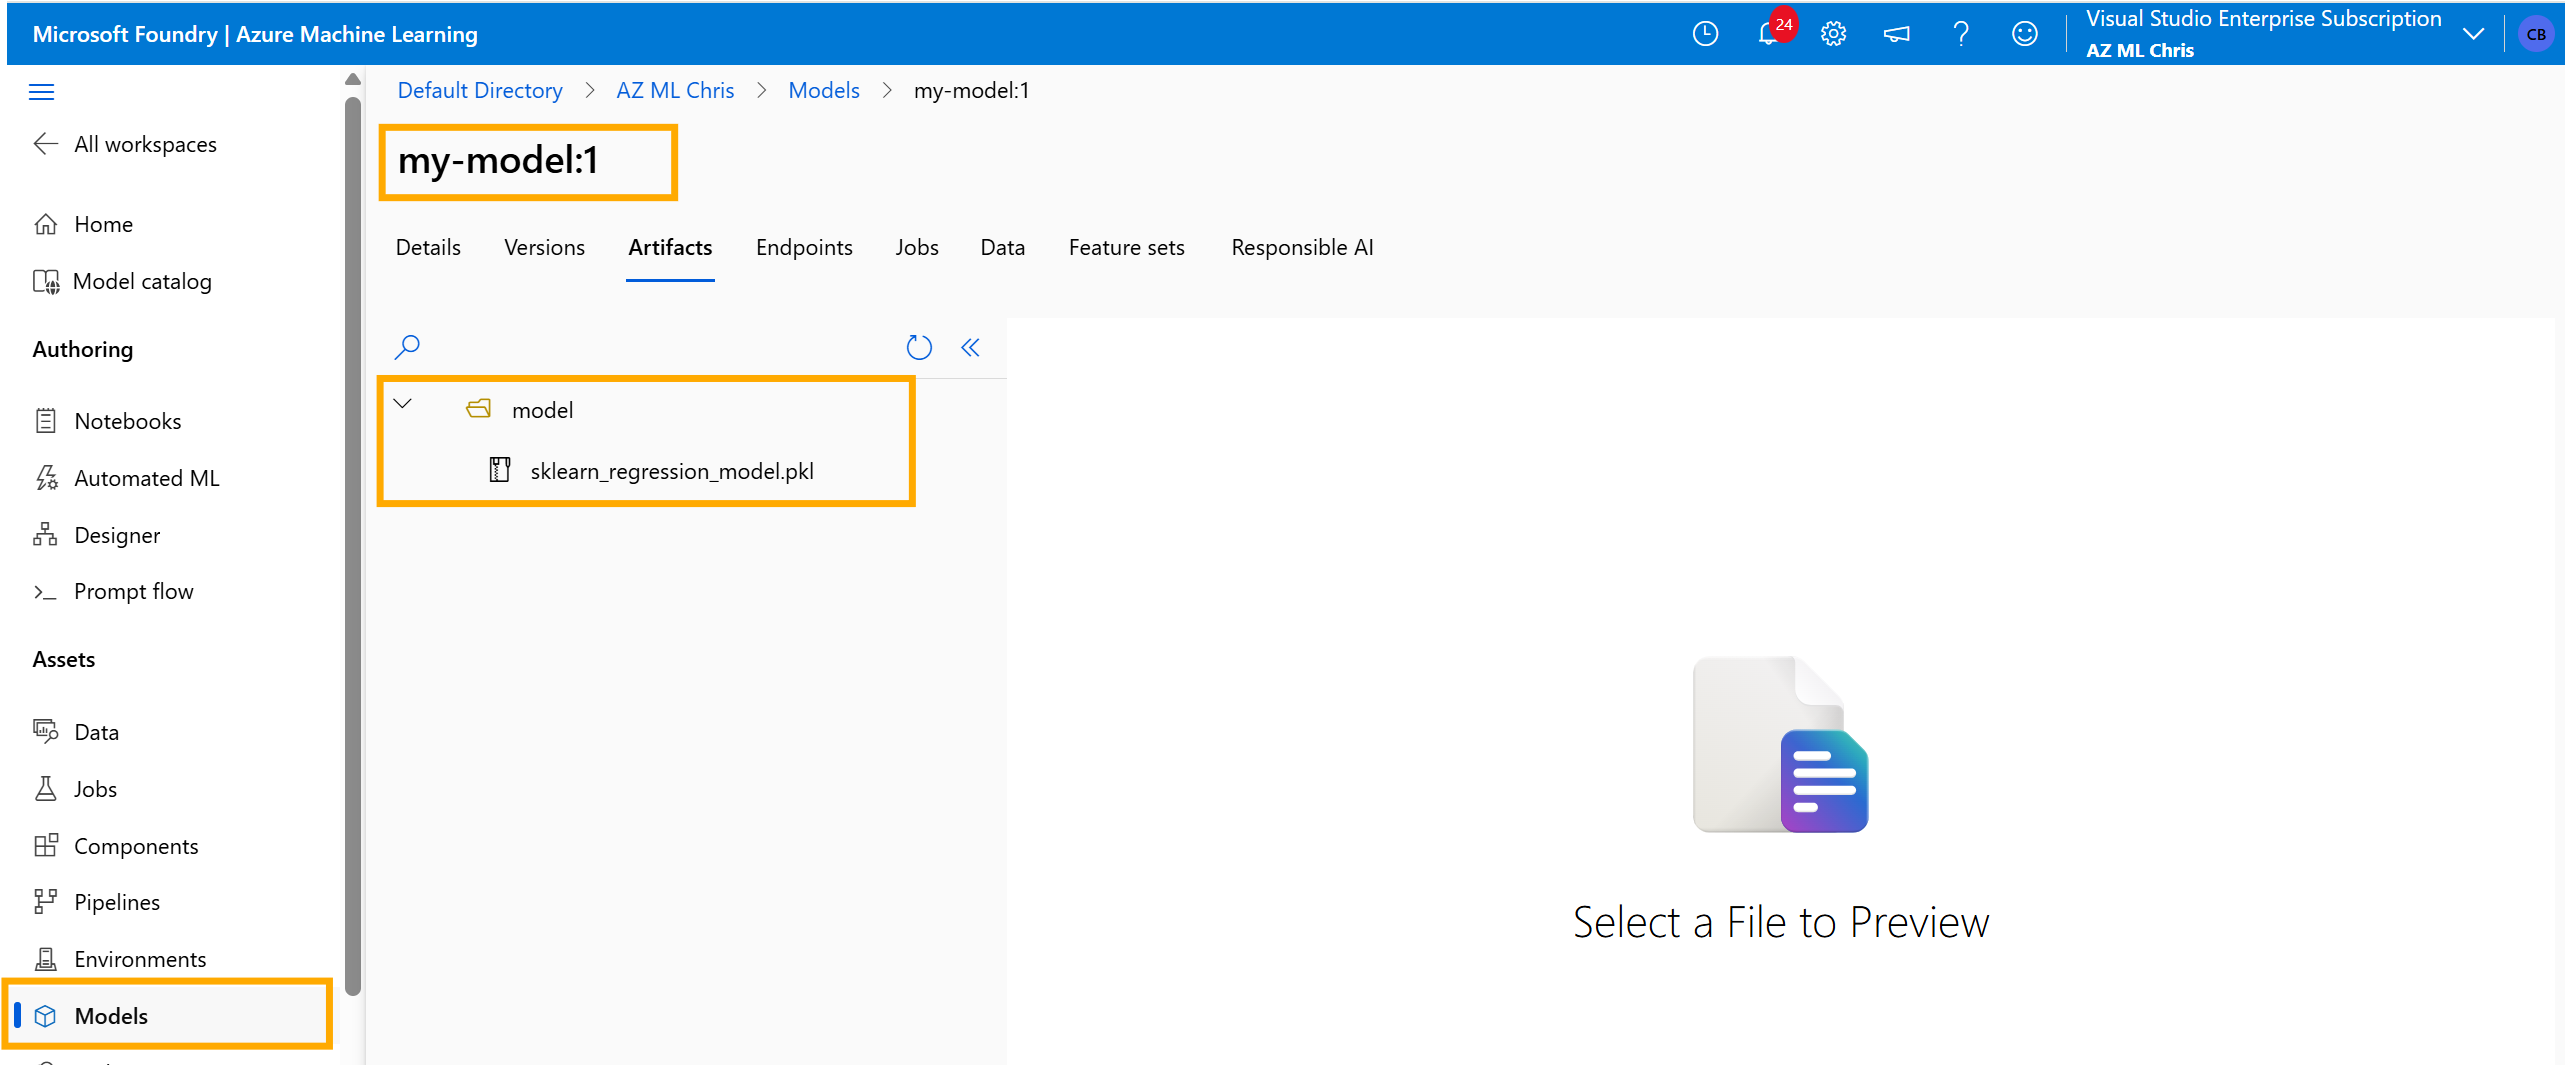 Microsoft Foundry | Azure Machine Learning
24
Visual Studio Enterprise Subscription
AZ ML Chris
CB
All workspaces
Home
Model catalog
Authoring
Notebooks
Automated ML
Designer
Prompt flow
Assets
Data
Jobs
Components
Pipelines
Environments
Models
Default Directory > AZ ML Chris > Models > my-model:1
my-model:1
Details Versions Artifacts Endpoints Jobs Data Feature sets Responsible AI
model
sklearn_regression_model.pkl
Select a File to Preview